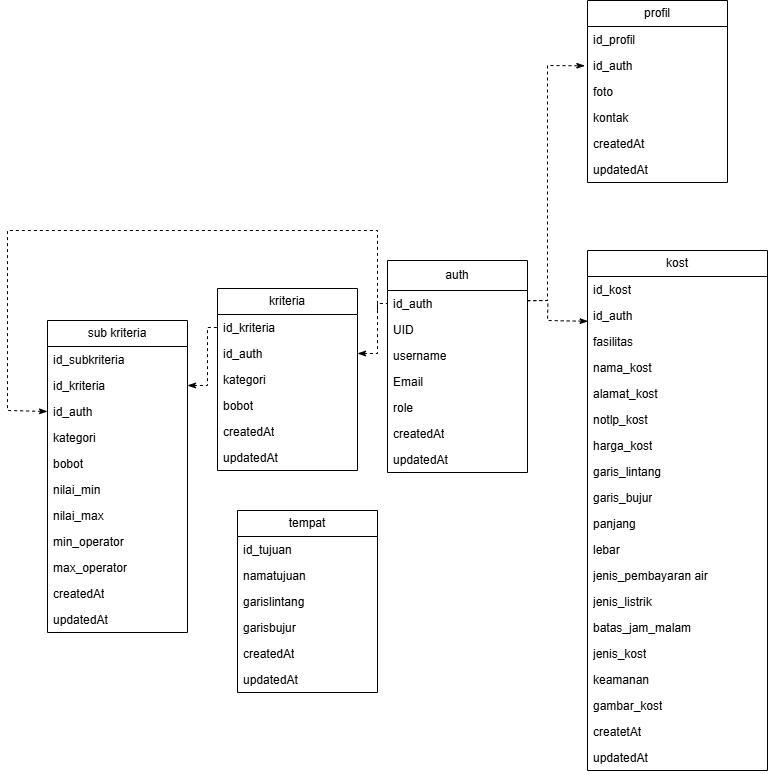 profil
id_profil
id_auth
foto
kontak
createdAt
updatedAt
sub kriteria
id_subkriteria
id_kriteria
id_auth
kategori
bobot
nilai_min
nilai_max
min_operator
max_operator
createdAt
updatedAt
kriteria
id_kriteria
id_auth
kategori
bobot
createdAt
updatedAt
auth
id_auth
UID
username
Email
role
createdAt
updatedAt
tempat
id_tujuan
namatujuan
garislintang
garisbujur
createdAt
updatedAt
kost
id_kost
id_auth
fasilitas
nama_kost
alamat_kost
notlp_kost
harga_kost
garis_lintang
garis_bujur
panjang
lebar
jenis_pembayaran air
jenis_listrik
batas_jam_malam
jenis_kost
keamanan
gambar_kost
createtAt
updatedAt